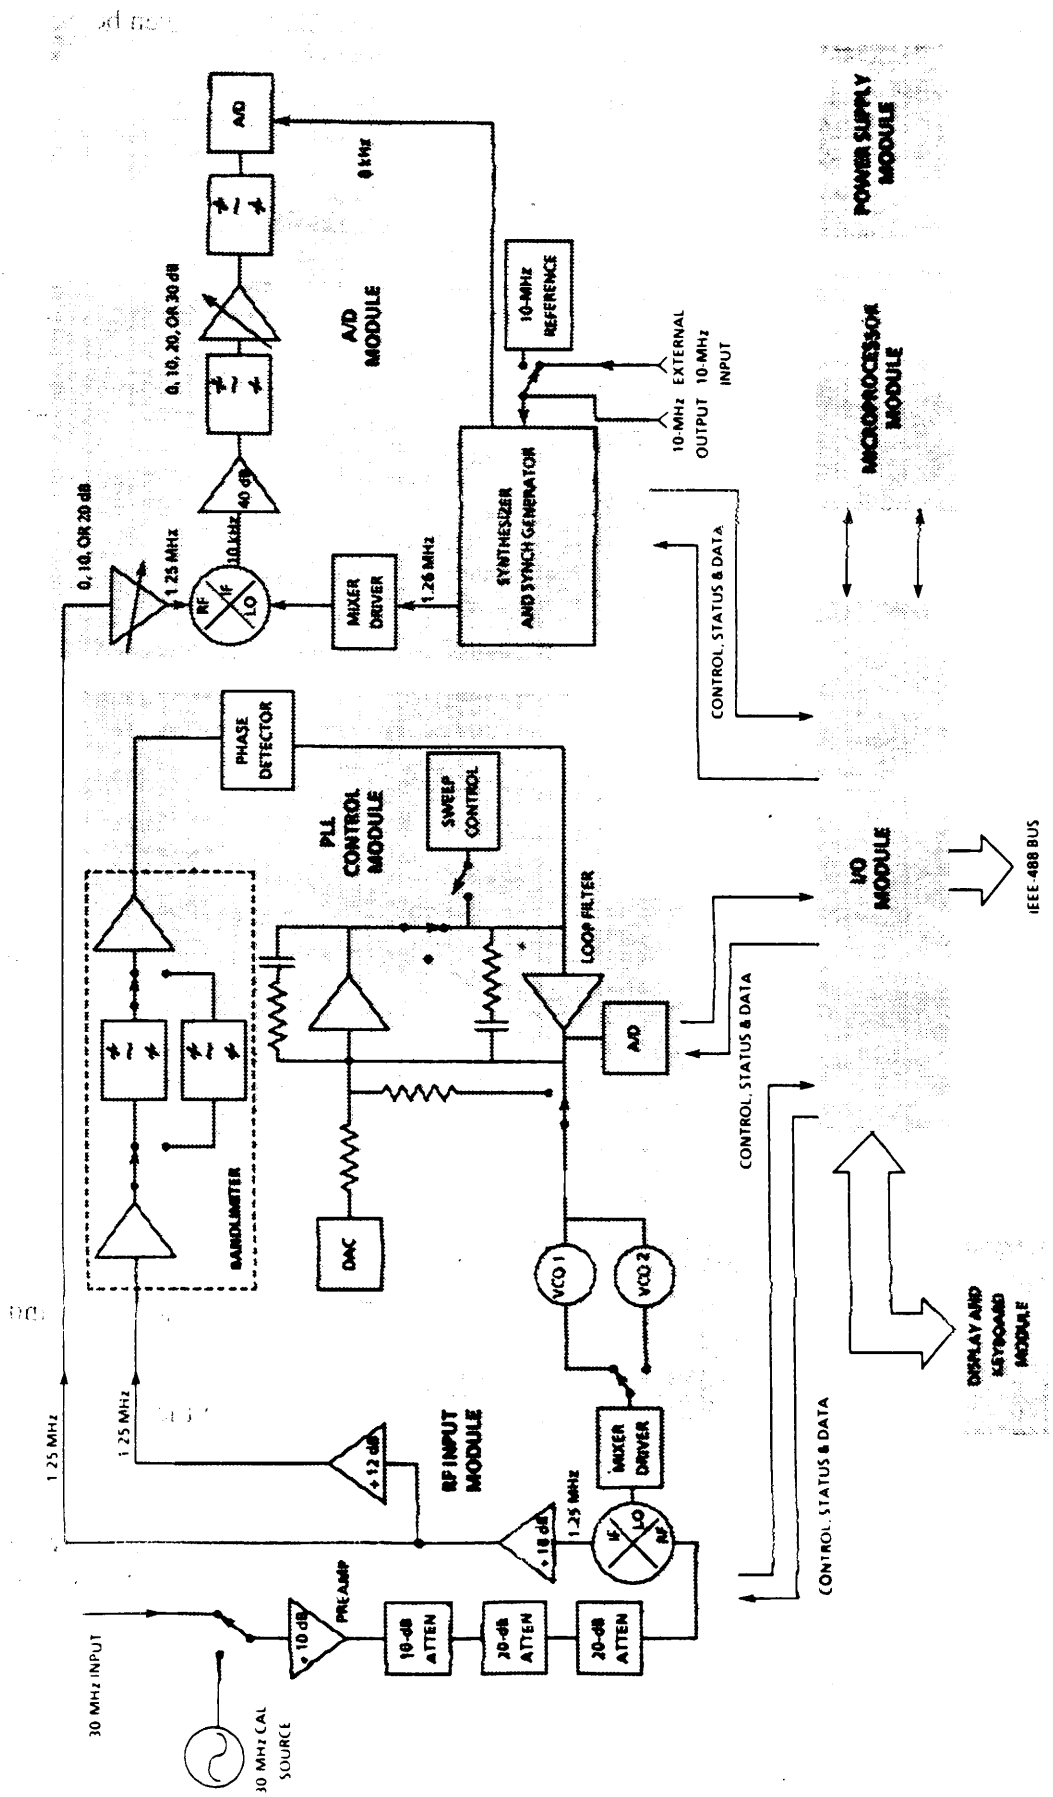 30 MHz INPUT
30 MHz CAL
SOURCE
+ 10 dB
PREAMP
10-dB
ATTEN
20-dB
ATTEN
20-dB
ATTEN
1.25 MHz
1.25 MHz
+ 12 dB
+ 18 dB
1.25 MHz
IF
LO
RF
MIXER
DRIVER
RF INPUT
MODULE
VCO 1
VCO 2
BANDLIMITER
DAC
LOOP FILTER
A/D
SWEEP
CONTROL
PLL
CONTROL
MODULE
PHASE
DETECTOR
*
0, 10, OR 20 dB
1.25 MHz
RF
IF
LO
10 kHz
40 dB
MIXER
DRIVER
1.26 MHz
SYNTHESIZER
AND SYNCH GENERATOR
0, 10, 20, OR 30 dB
A/D
MODULE
A/D
8 kHz
10-MHz
REFERENCE
10-MHz
OUTPUT
EXTERNAL
10-MHz
INPUT
CONTROL, STATUS & DATA
CONTROL, STATUS & DATA
CONTROL, STATUS & DATA
DISPLAY AND
KEYBOARD
MODULE
I/O
MODULE
IEEE-488 BUS
MICROPROCESSOR
MODULE
POWER SUPPLY
MODULE